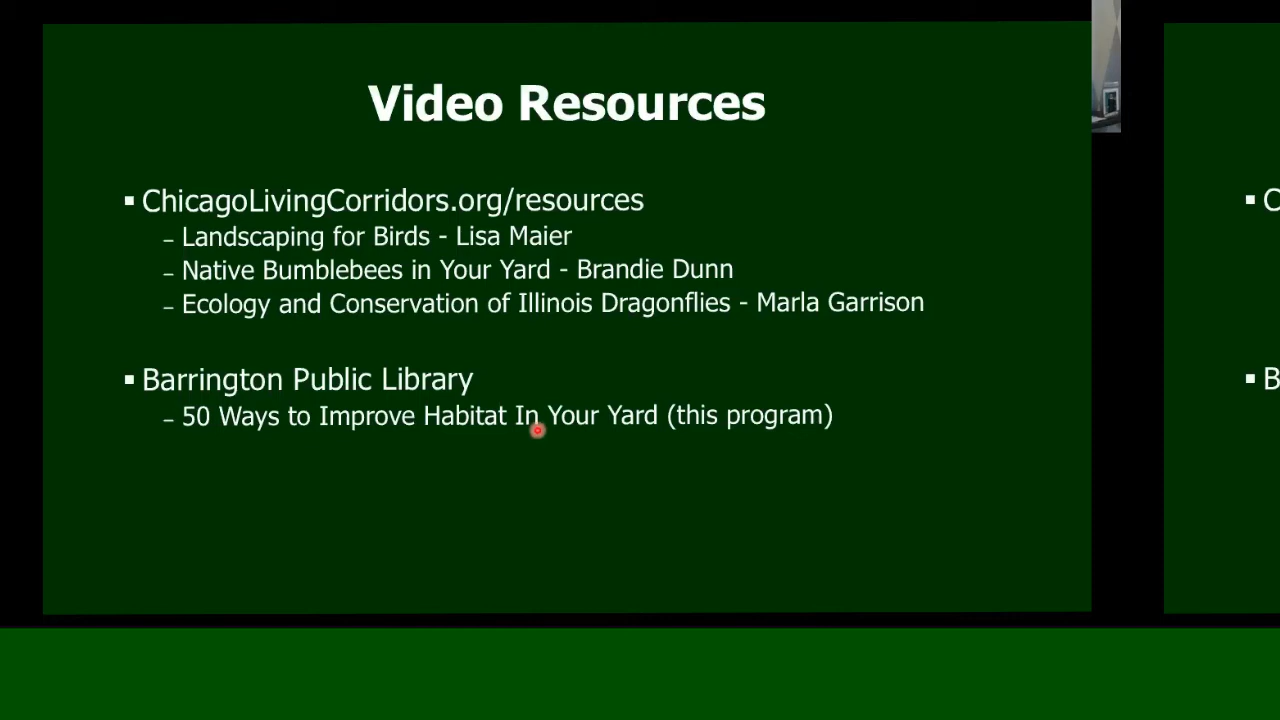 Video Resources
▪ ChicagoLivingCorridors.org/resources
– Landscaping for Birds - Lisa Maier
– Native Bumblebees in Your Yard - Brandie Dunn
– Ecology and Conservation of Illinois Dragonflies - Marla Garrison
▪ Barrington Public Library
– 50 Ways to Improve Habitat In Your Yard (this program)
▪ C
▪ B